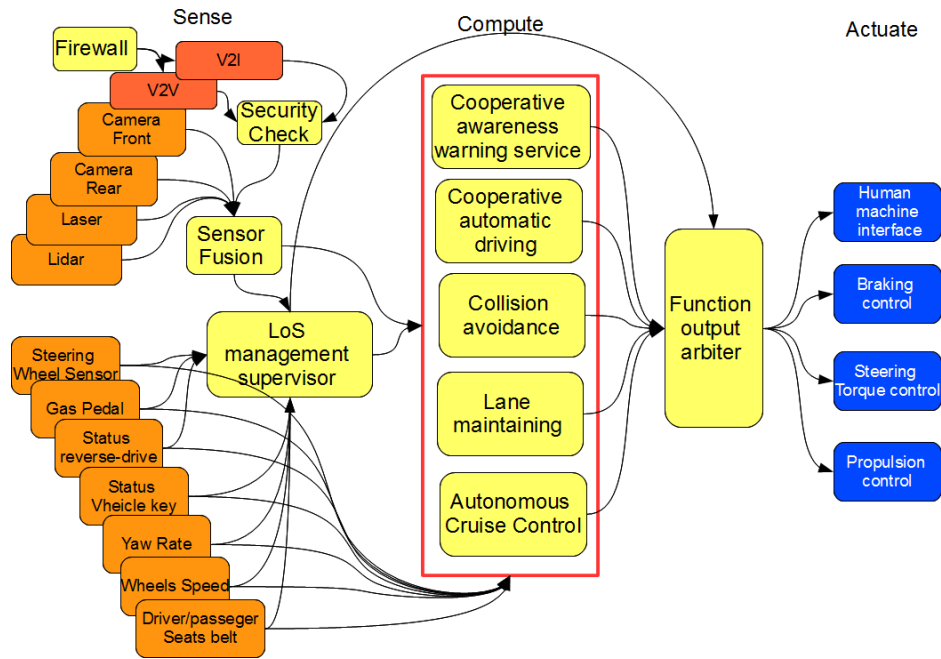 Sense
Compute
Actuate
Firewall
V2I
V2V
Security
Check
Camera
Front
Camera
Rear
Laser
Lidar
Sensor
Fusion
LoS
management
supervisor
Steering
Wheel Sensor
Gas Pedal
Status
reverse-drive
Status
Vheicle key
Yaw Rate
Wheels Speed
Driver/passeger
Seats belt
Cooperative
awareness
warning service
Cooperative
automatic
driving
Collision
avoidance
Lane
maintaining
Autonomous
Cruise Control
Function
output
arbiter
Human
machine
interface
Braking
control
Steering
Torque control
Propulsion
control